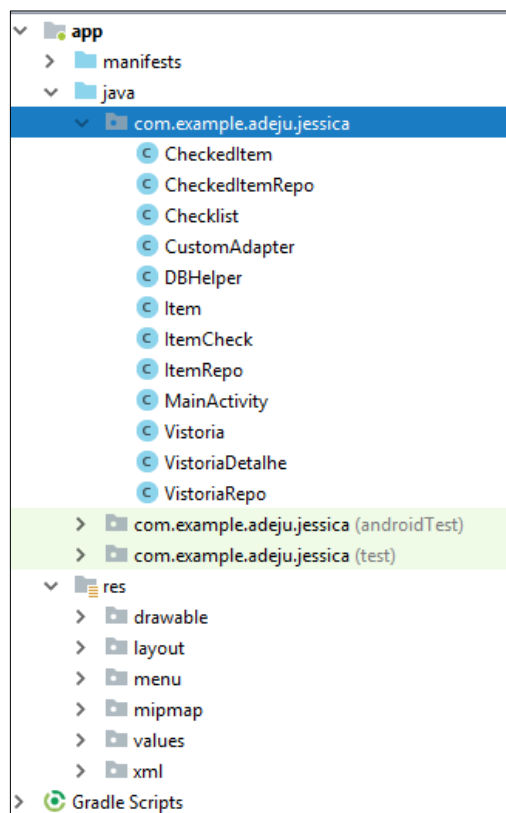 app
manifests
java
com.example.adeju.jessica
CheckedItem
CheckedItemRepo
Checklist
CustomAdapter
DBHelper
Item
ItemCheck
ItemRepo
MainActivity
Vistoria
VistoriaDetalhe
VistoriaRepo
com.example.adeju.jessica (androidTest)
com.example.adeju.jessica (test)
res
drawable
layout
menu
mipmap
values
xml
Gradle Scripts